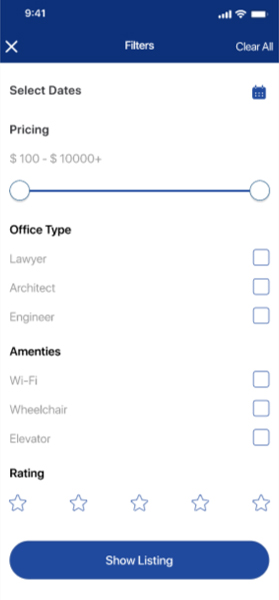 9:41
Filters
Clear All
Select Dates
Pricing
$ 100 - $ 10000+
Office Type
Lawyer
Architect
Engineer
Amenties
Wi-Fi
Wheelchair
Elevator
Rating
Show Listing